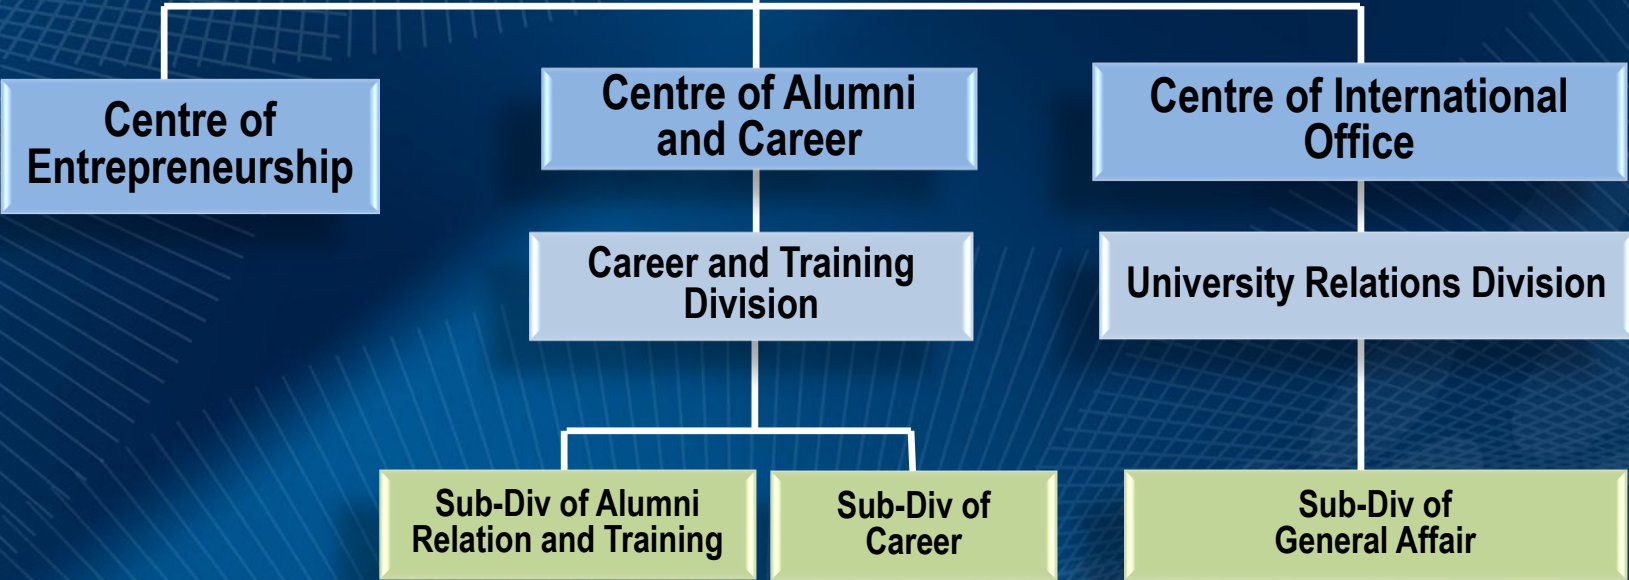 Centre of
Entrepreneurship
Centre of Alumni
and Career
Centre of International
Office
Career and Training
Division
University Relations Division
Sub-Div of Alumni
Relation and Training
Sub-Div of
Career
Sub-Div of
General Affair